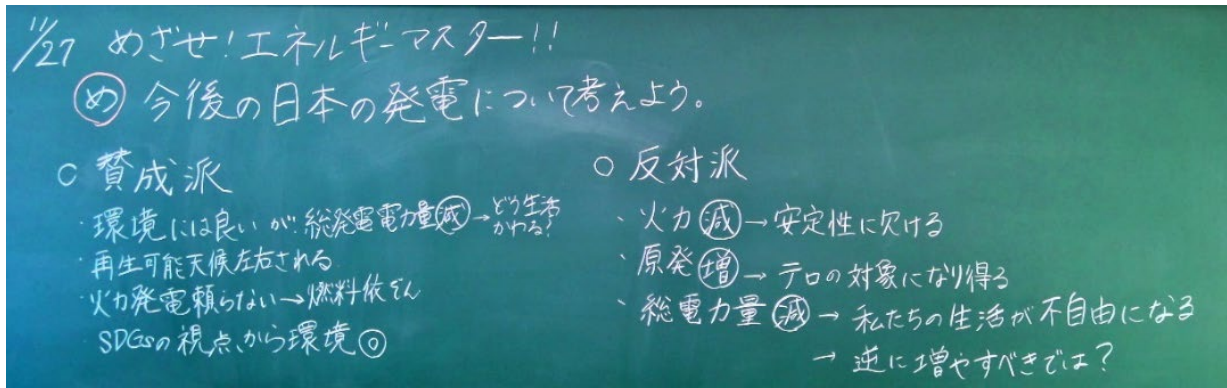 11/27 めざせ!エネルギーマスター!!
め 今後の日本の発電について考えよう。
○ 賛成派
・環境には良いが、総発電電力量減→どう生活かわる?
・再生可能天候左右される
・火力発電頼らない→燃料依ぞん
・SDGsの視点から環境◎
○ 反対派
・火力減→安定性に欠ける
・原発増→テロの対象になり得る
・総電力量減→私たちの生活が不自由になる
→逆に増やすべきでは?